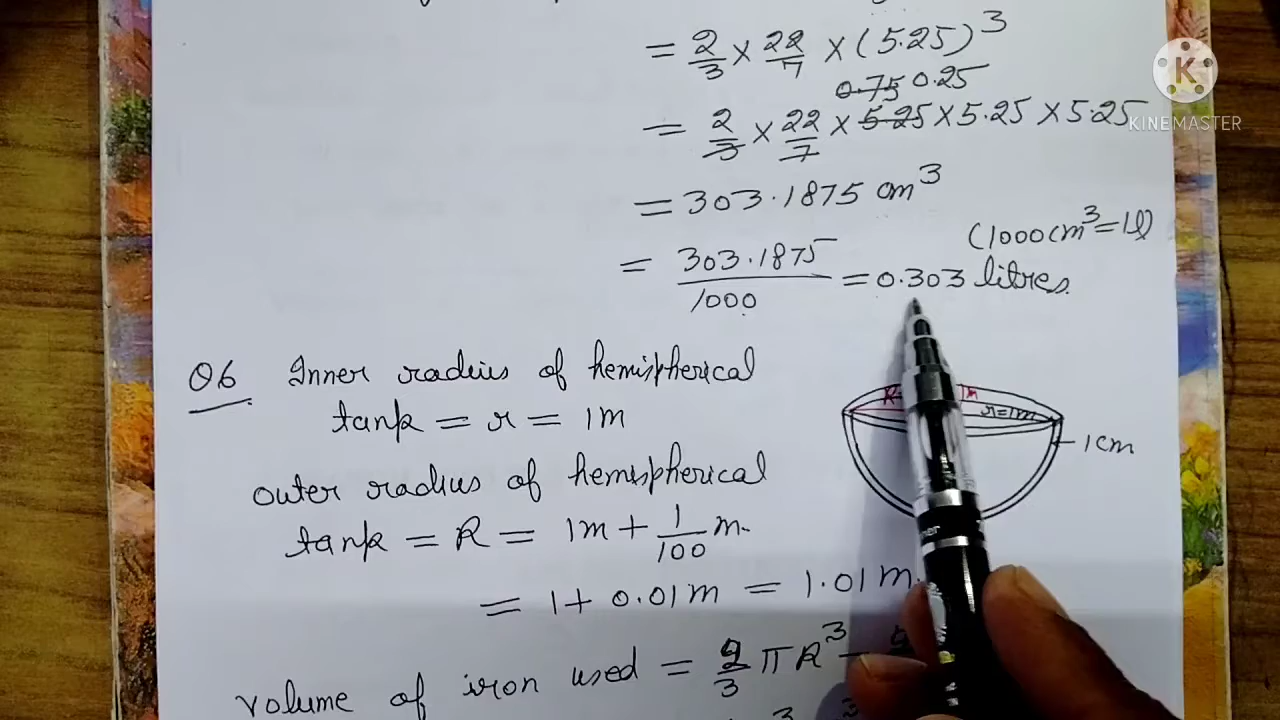 = 2/3 × 22/7 × (5.25)³
0.75 0.25
= 2/3 × 22/7 × 5.25 × 5.25 × 5.25
= 303.1875 cm³
(1000cm³ = 1l)
= 303.1875/1000 = 0.303 litres.
Q6 Inner radius of hemispherical
tank = r = 1m
r = 1m
1cm
outer radius of hemispherical
tank = R = 1m + 1/100 m.
= 1 + 0.01m = 1.01m.
volume of iron used = 2/3 πR³ -
K
KINEMASTER